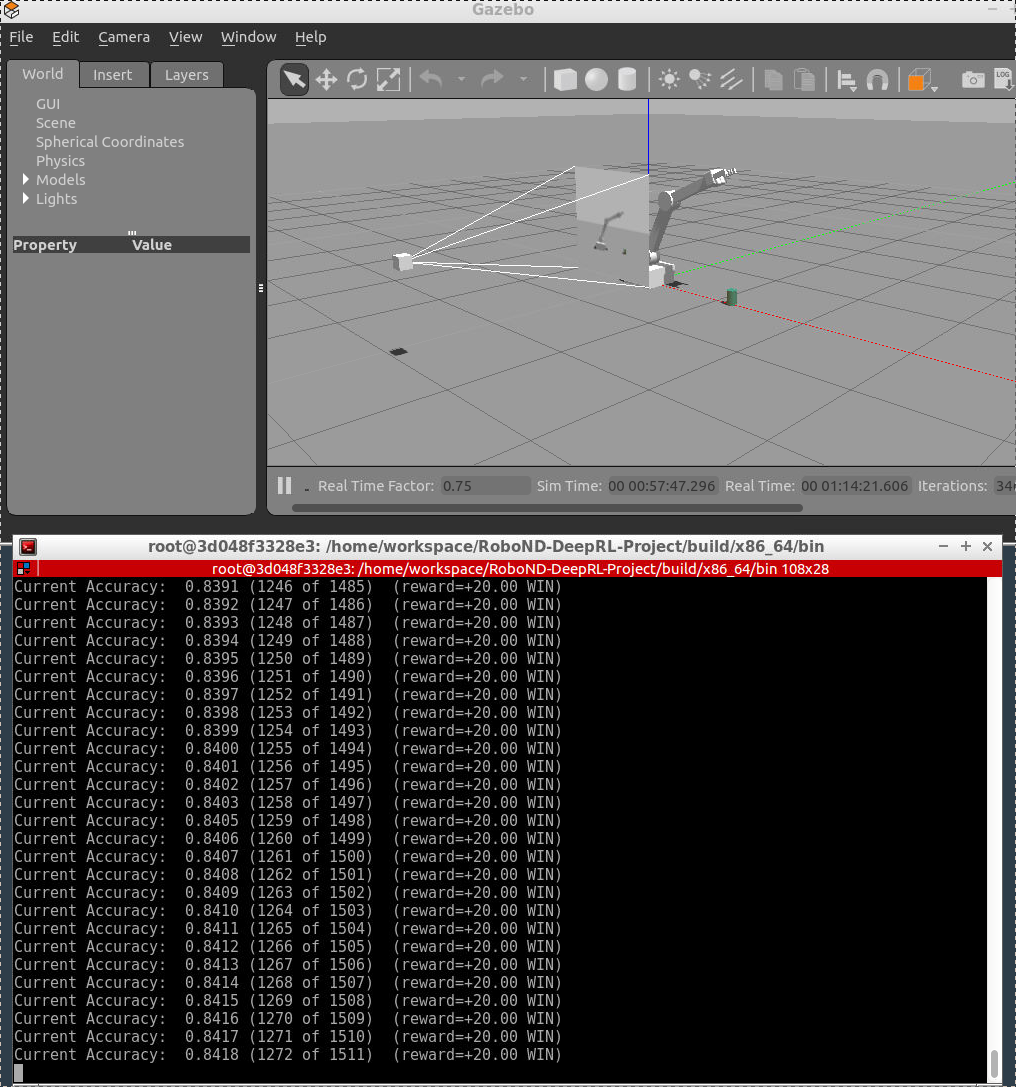 Gazebo
File Edit Camera View Window Help
World Insert Layers
LOG
GUI
Scene
Spherical Coordinates
Physics
Models
Lights
Property Value
Real Time Factor: 0.75 Sim Time: 00 00:57:47.296 Real Time: 00 01:14:21.606 Iterations:
root@3d048f3328e3: /home/workspace/RoboND-DeepRL-Project/build/x86_64/bin
root@3d048f3328e3: /home/workspace/RoboND-DeepRL-Project/build/x86_64/bin 108x28
Current Accuracy: 0.8391 (1246 of 1485) (reward=+20.00 WIN)
Current Accuracy: 0.8392 (1247 of 1486) (reward=+20.00 WIN)
Current Accuracy: 0.8393 (1248 of 1487) (reward=+20.00 WIN)
Current Accuracy: 0.8394 (1249 of 1488) (reward=+20.00 WIN)
Current Accuracy: 0.8395 (1250 of 1489) (reward=+20.00 WIN)
Current Accuracy: 0.8396 (1251 of 1490) (reward=+20.00 WIN)
Current Accuracy: 0.8397 (1252 of 1491) (reward=+20.00 WIN)
Current Accuracy: 0.8398 (1253 of 1492) (reward=+20.00 WIN)
Current Accuracy: 0.8399 (1254 of 1493) (reward=+20.00 WIN)
Current Accuracy: 0.8400 (1255 of 1494) (reward=+20.00 WIN)
Current Accuracy: 0.8401 (1256 of 1495) (reward=+20.00 WIN)
Current Accuracy: 0.8402 (1257 of 1496) (reward=+20.00 WIN)
Current Accuracy: 0.8403 (1258 of 1497) (reward=+20.00 WIN)
Current Accuracy: 0.8405 (1259 of 1498) (reward=+20.00 WIN)
Current Accuracy: 0.8406 (1260 of 1499) (reward=+20.00 WIN)
Current Accuracy: 0.8407 (1261 of 1500) (reward=+20.00 WIN)
Current Accuracy: 0.8408 (1262 of 1501) (reward=+20.00 WIN)
Current Accuracy: 0.8409 (1263 of 1502) (reward=+20.00 WIN)
Current Accuracy: 0.8410 (1264 of 1503) (reward=+20.00 WIN)
Current Accuracy: 0.8411 (1265 of 1504) (reward=+20.00 WIN)
Current Accuracy: 0.8412 (1266 of 1505) (reward=+20.00 WIN)
Current Accuracy: 0.8413 (1267 of 1506) (reward=+20.00 WIN)
Current Accuracy: 0.8414 (1268 of 1507) (reward=+20.00 WIN)
Current Accuracy: 0.8415 (1269 of 1508) (reward=+20.00 WIN)
Current Accuracy: 0.8416 (1270 of 1509) (reward=+20.00 WIN)
Current Accuracy: 0.8417 (1271 of 1510) (reward=+20.00 WIN)
Current Accuracy: 0.8418 (1272 of 1511) (reward=+20.00 WIN)